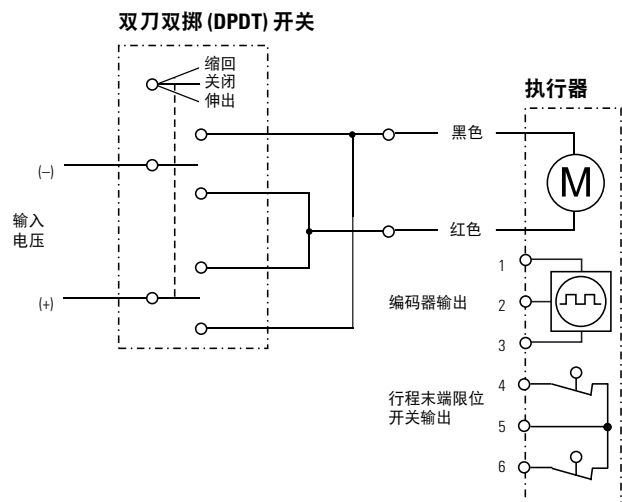 双刀双掷 (DPDT) 开关
缩回
关闭
伸出
执行器
黑色
(–)
M
输入
电压
红色
1
编码器输出
2
(+)
3
行程末端限位
开关输出
4
5
6